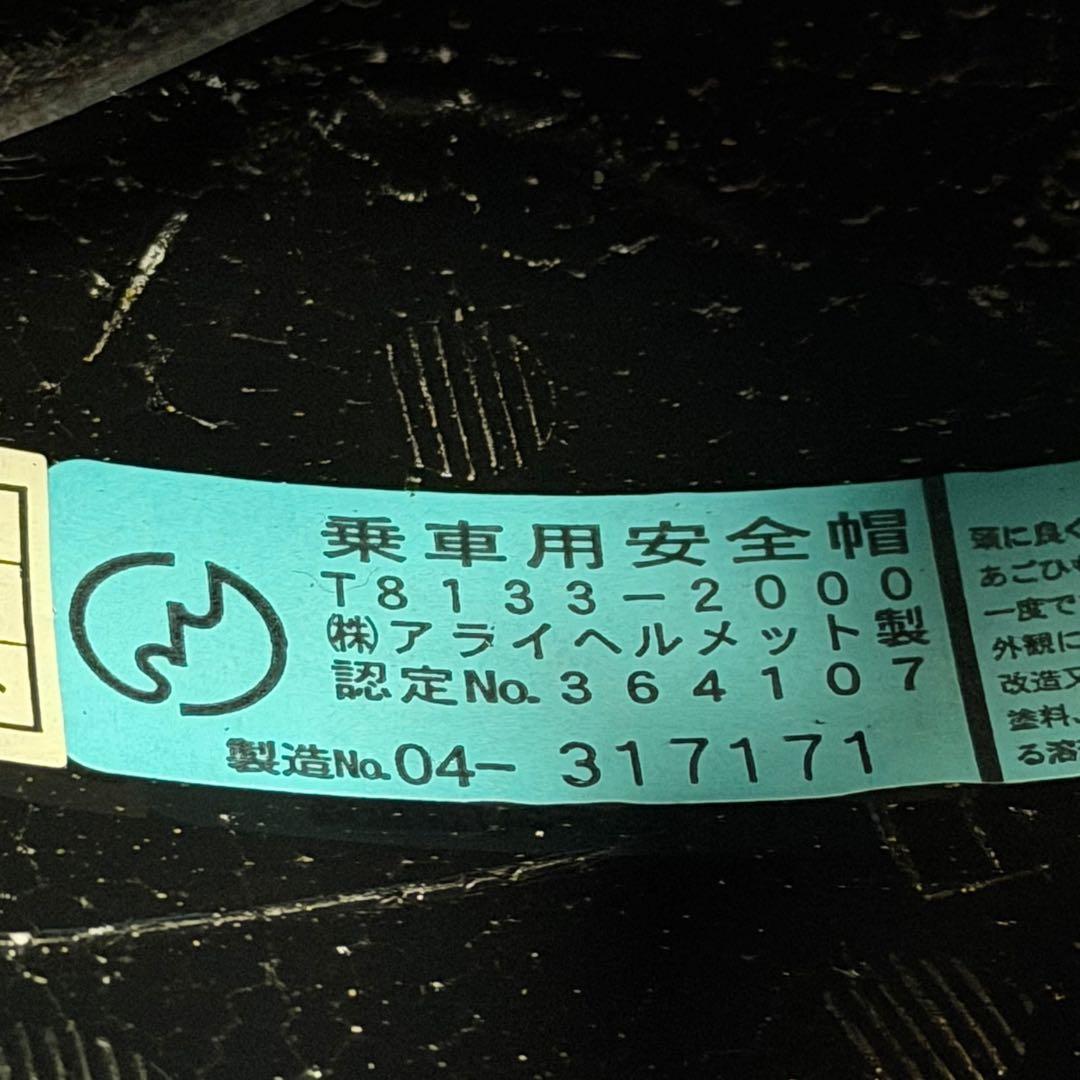 乗車用安全帽
T8133-2000
㈱アライヘルメット製
認定No.364107
製造No.04-317171
頭に良く
あごひも
一度で
外観に
改造又
塗料、
る溶